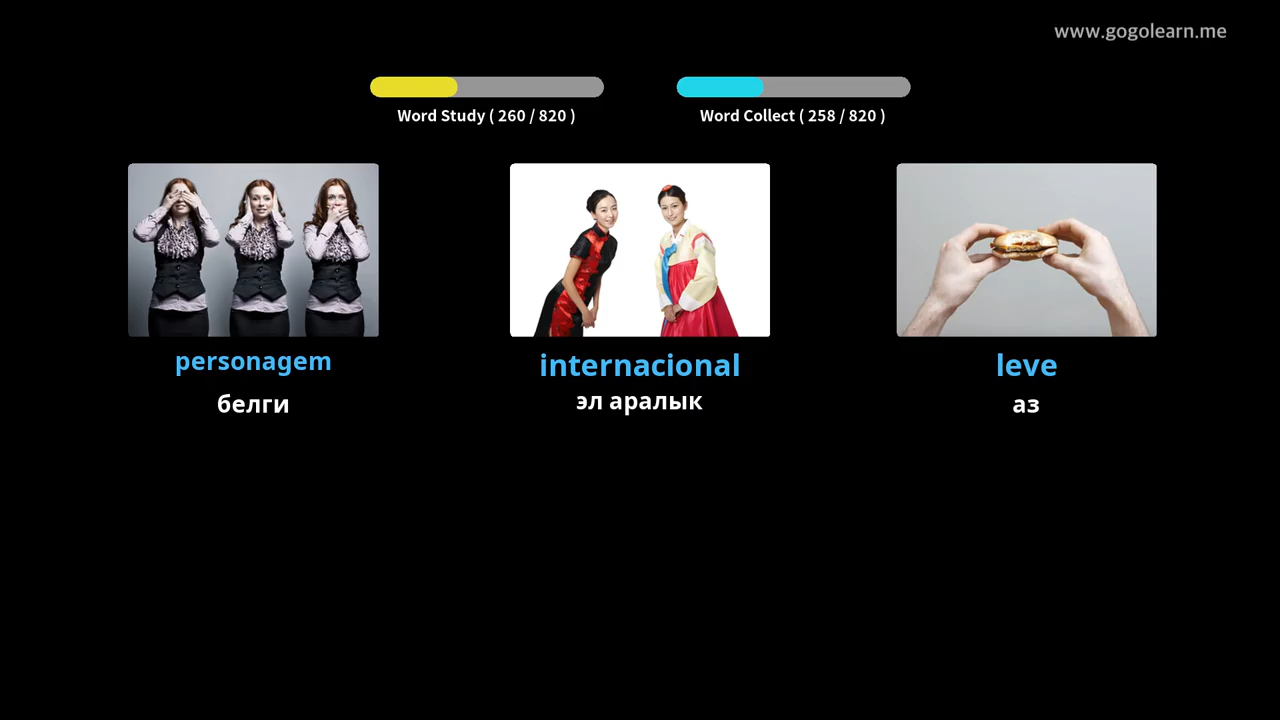 www.gogolearn.me
Word Study ( 260 / 820 )
Word Collect ( 258 / 820 )
personagem
белги
internacional
эл аралык
leve
аз